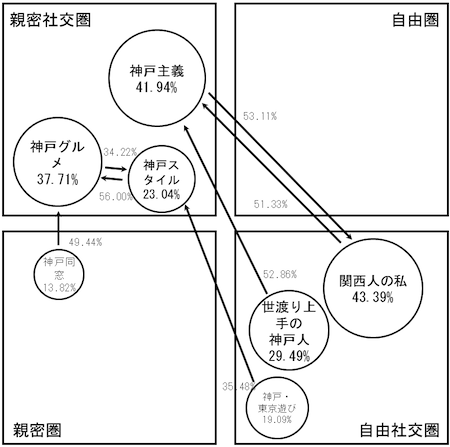 親密社交圏
自由圏
神戸主義
41.94%
53.11%
神戸グル
メ
37.71%
34.22%
神戸ス
タイル
23.04%
56.00%
51.33%
49.44%
神戸同
窓
13.82%
52.86%
関西人の私
43.39%
世渡り上
手の
神戸人
29.49%
35.48%
神戸・
東京遊び
19.09%
親密圏
自由社交圏